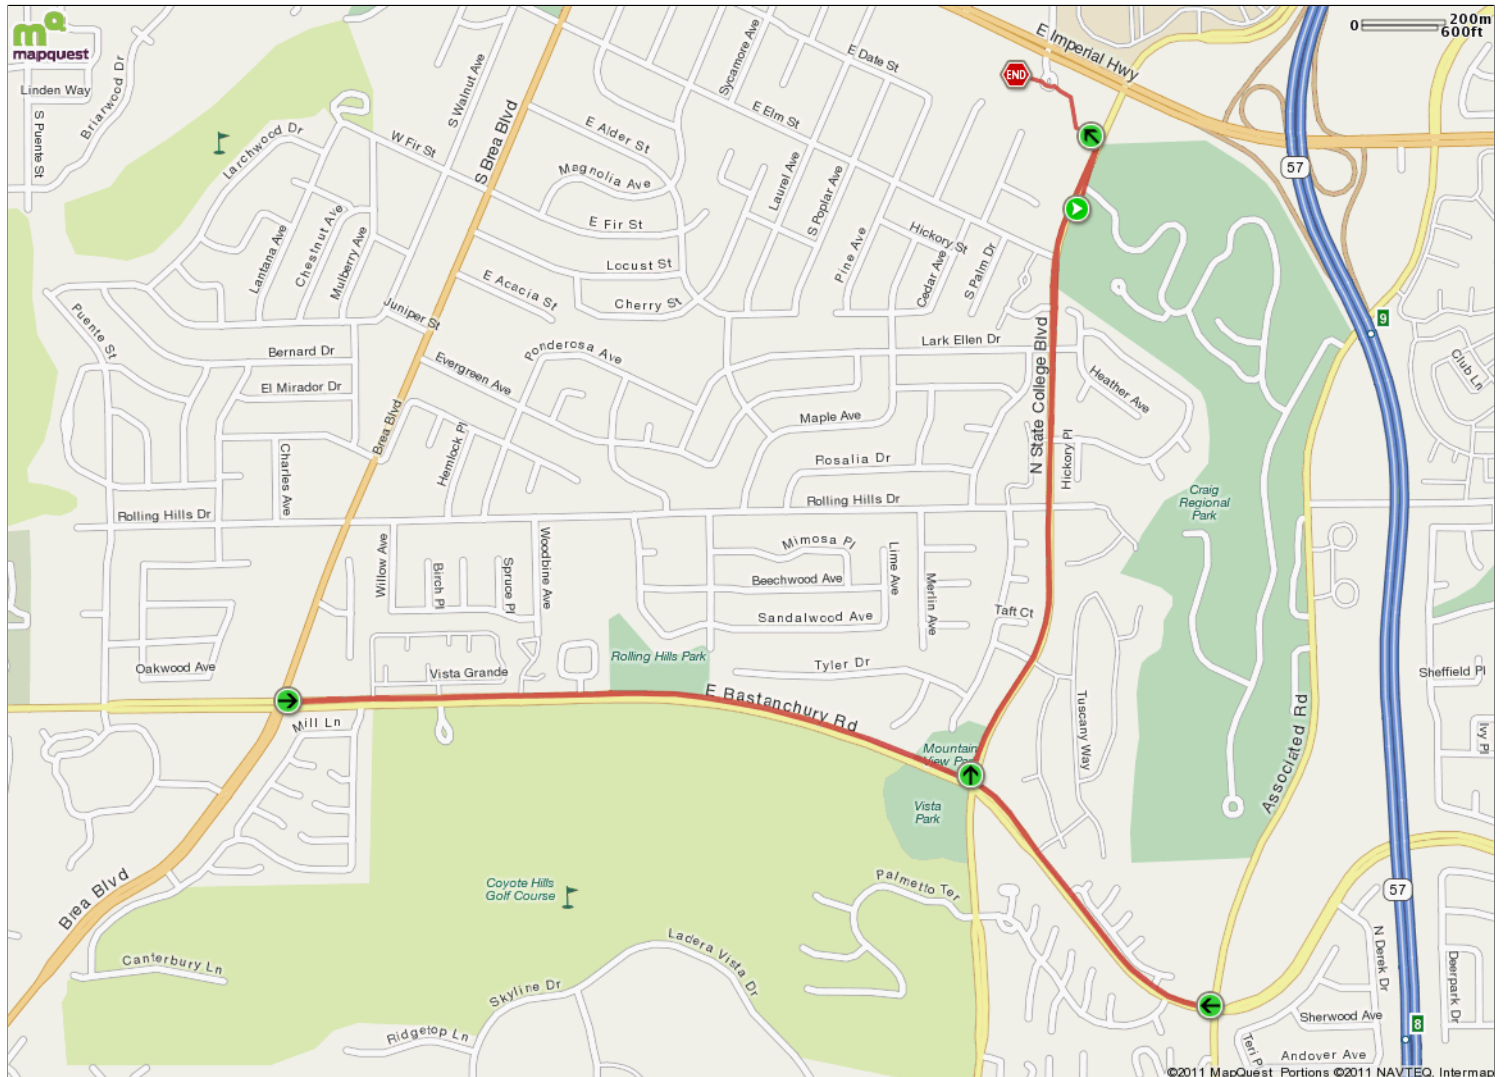 mapquest
Linden Way
S Puente St
Briarwood Dr
Larchwood Dr
W Fir St
S Walnut Ave
S Brea Blvd
Sycamore Ave
E Date St
E Imperial Hwy
0 200m
600ft
END
E Alder St
E Elm St
Magnolia Ave
Laurel Ave
S Poplar Ave
57
Lantana Ave
Chestnut Ave
Mulberry Ave
E Fir St
Locust St
Cherry St
E Acacia St
Pine Ave
Hickory St
Cedar Ave
S Palm Dr
Puente St
Juniper St
Bernard Dr
El Mirador Dr
Evergreen Ave
Ponderosa Ave
Lark Ellen Dr
N State College Blvd
9
Heather Ave
Club Ln
Brea Blvd
Hemlock Pl
Maple Ave
Charles Ave
Rosalia Dr
Hickory Pl
Rolling Hills Dr
Rolling Hills Dr
Craig
Regional
Park
Willow Ave
Birch Pl
Spruce Pl
Woodbine Ave
Mimosa Pl
Lime Ave
Beechwood Ave
Merlin Ave
Sandalwood Ave
Taft Ct
Oakwood Ave
Vista Grande
Rolling Hills Park
Tyler Dr
Sheffield Pl
E Bastanchury Rd
Mill Ln
Tuscany Way
Associated Rd
Ivy Pl
Mountain
View Park
Vista
Park
Brea Blvd
Coyote Hills
Golf Course
Palmetto Ter
57
Canterbury Ln
Ladera Vista Dr
N Derek Dr
Deerpark Dr
Skyline Dr
Ridgetop Ln
Sherwood Ave
8
Teri Pl
Andover Ave
©2011 MapQuest Portions ©2011 NAVTEQ, Intermap